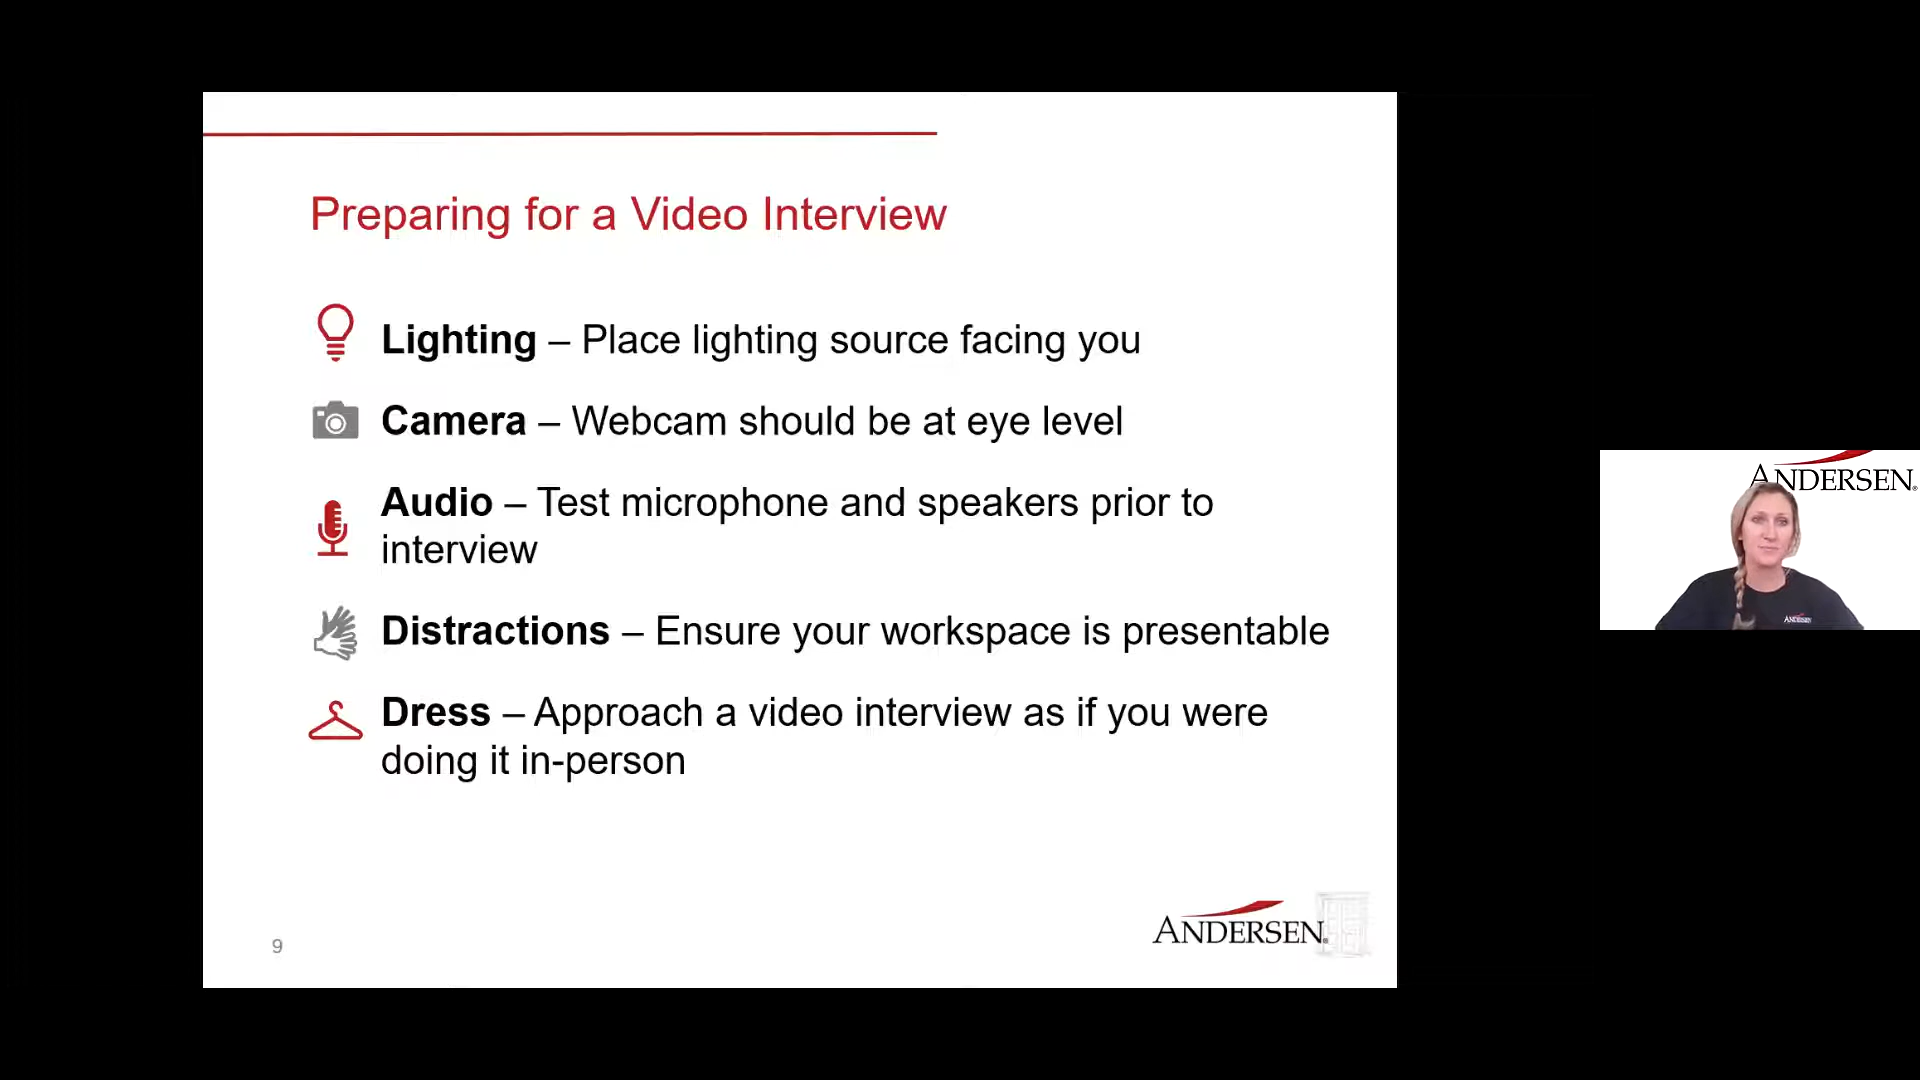 Preparing for a Video Interview
Lighting – Place lighting source facing you
Camera – Webcam should be at eye level
Audio – Test microphone and speakers prior to
interview
Distractions – Ensure your workspace is presentable
Dress – Approach a video interview as if you were
doing it in-person
9
ANDERSEN®
ANDERSEN®
ANDERSEN